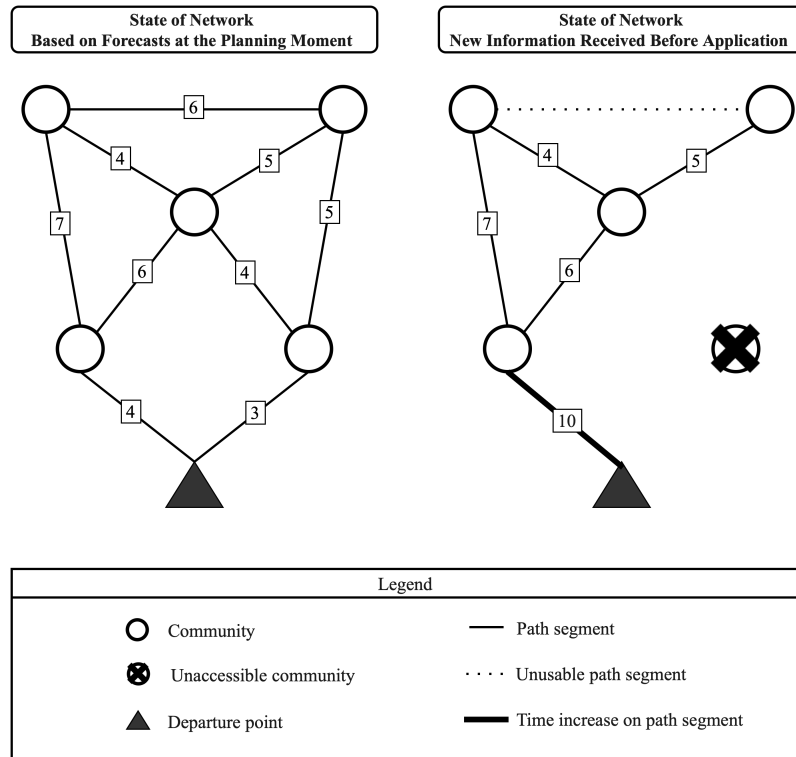 State of Network
Based on Forecasts at the Planning Moment
State of Network
New Information Received Before Application
6
4
5
7
5
6
4
4
3
4
5
7
6
10
Legend
Community
Path segment
Unaccessible community
Unusable path segment
Departure point
Time increase on path segment